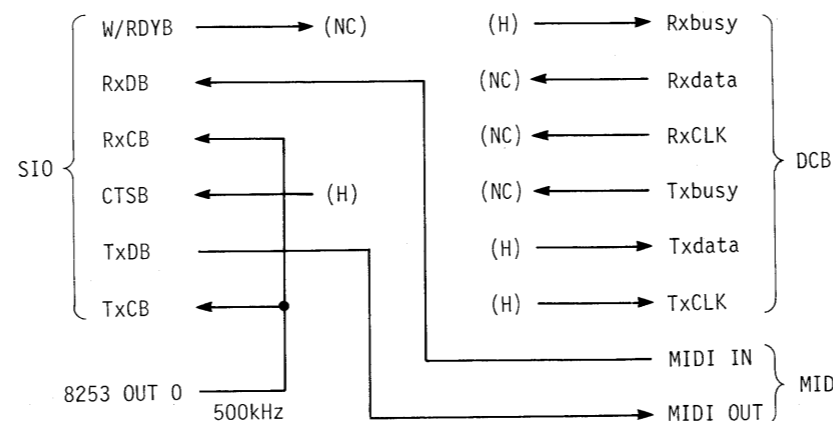 W/RDYB (NC) (H) Rxbusy
RxDB (NC) Rxdata
RxCB (NC) RxCLK
SIO DCB
CTSB (H) (NC) Txbusy
TxDB (H) Txdata
TxCB (H) TxCLK
MIDI IN
8253 OUT 0 MID
500kHz MIDI OUT